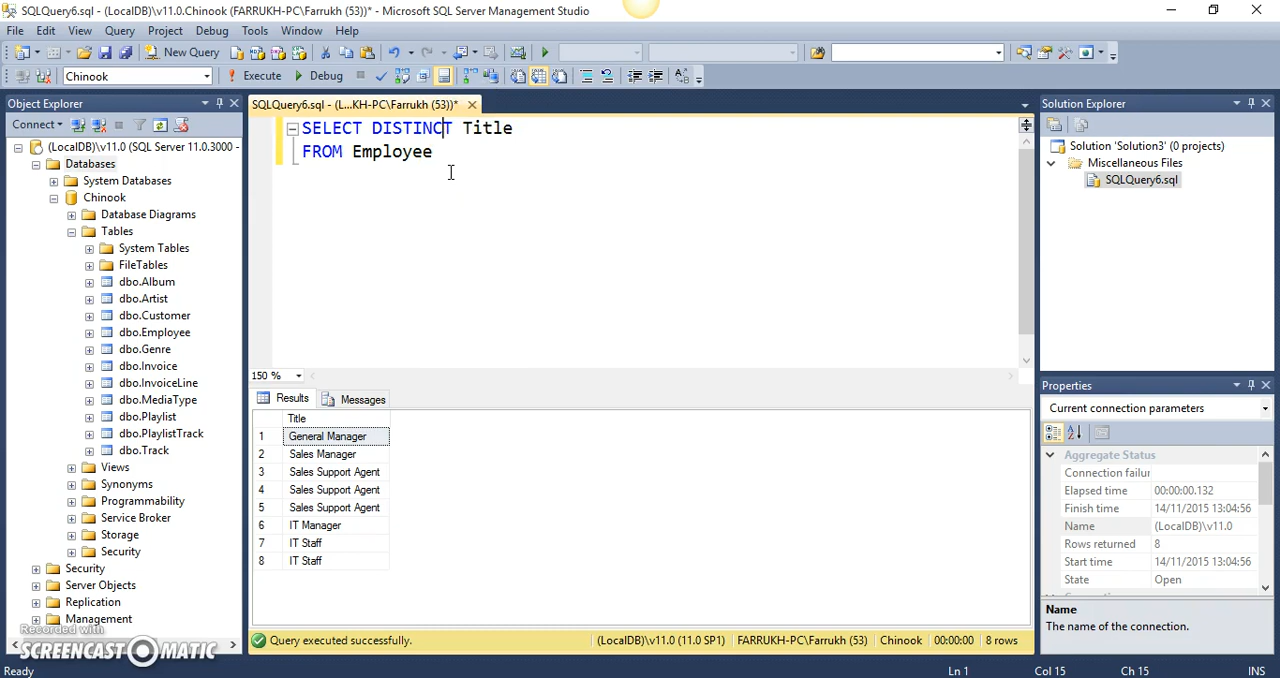 SQLQuery6.sql - (LocalDB)\v11.0.Chinook (FARRUKH-PC\Farrukh (53))* - Microsoft SQL Server Management Studio
File Edit View Query Project Debug Tools Window Help
New Query
Chinook Execute Debug
Object Explorer
SQLQuery6.sql - (L...KH-PC\Farrukh (53))*
Solution Explorer
Connect
(LocalDB)\v11.0 (SQL Server 11.0.3000 -
Databases
System Databases
Chinook
Database Diagrams
Tables
System Tables
FileTables
dbo.Album
dbo.Artist
dbo.Customer
dbo.Employee
dbo.Genre
dbo.Invoice
dbo.InvoiceLine
dbo.MediaType
dbo.Playlist
dbo.PlaylistTrack
dbo.Track
Views
Synonyms
Programmability
Service Broker
Storage
Security
Security
Server Objects
Replication
Management
Recorded with
SCREENCAST MATIC
SELECT DISTINCT Title
FROM Employee
150 %
Results Messages
Title
1 General Manager
2 Sales Manager
3 Sales Support Agent
4 Sales Support Agent
5 Sales Support Agent
6 IT Manager
7 IT Staff
8 IT Staff
Query executed successfully. (LocalDB)\v11.0 (11.0 SP1) FARRUKH-PC\Farrukh (53) Chinook 00:00:00 8 rows
Solution 'Solution3' (0 projects)
Miscellaneous Files
SQLQuery6.sql
Properties
Current connection parameters
Aggregate Status
Connection failur
Elapsed time 00:00:00.132
Finish time 14/11/2015 13:04:56
Name (LocalDB)\v11.0
Rows returned 8
Start time 14/11/2015 13:04:56
State Open
Name
The name of the connection.
Ready Ln 1 Col 15 Ch 15 INS